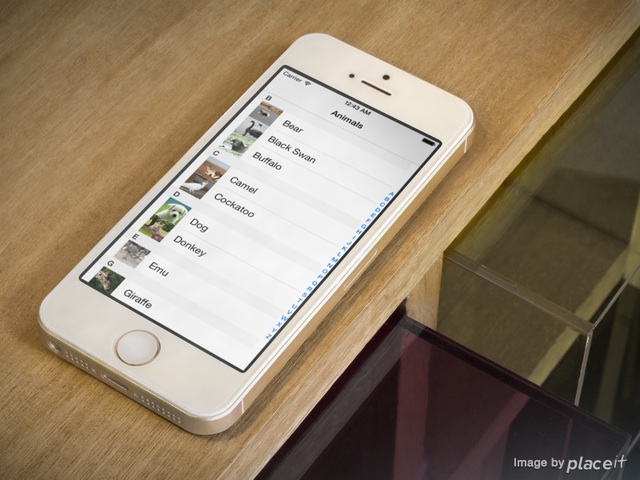 Carrier
12:43 AM
Animals
B
Bear
Black Swan
Buffalo
C
Camel
Cockatoo
D
Dog
Donkey
E
Emu
G
Giraffe
Image by placeit